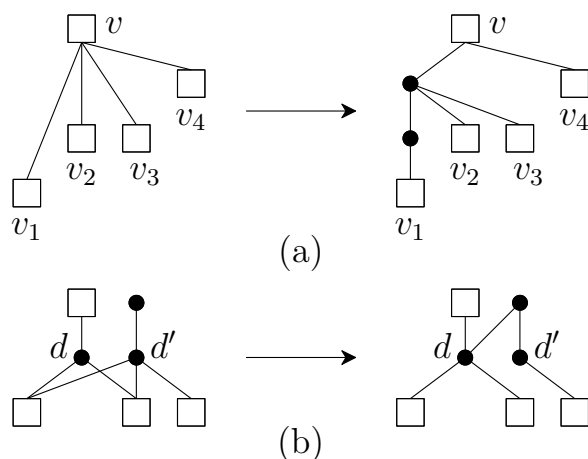 v v
v₄ v₄
v₂ v₃ v₂ v₃
v₁ v₁
(a)
d d′ d d′
(b)